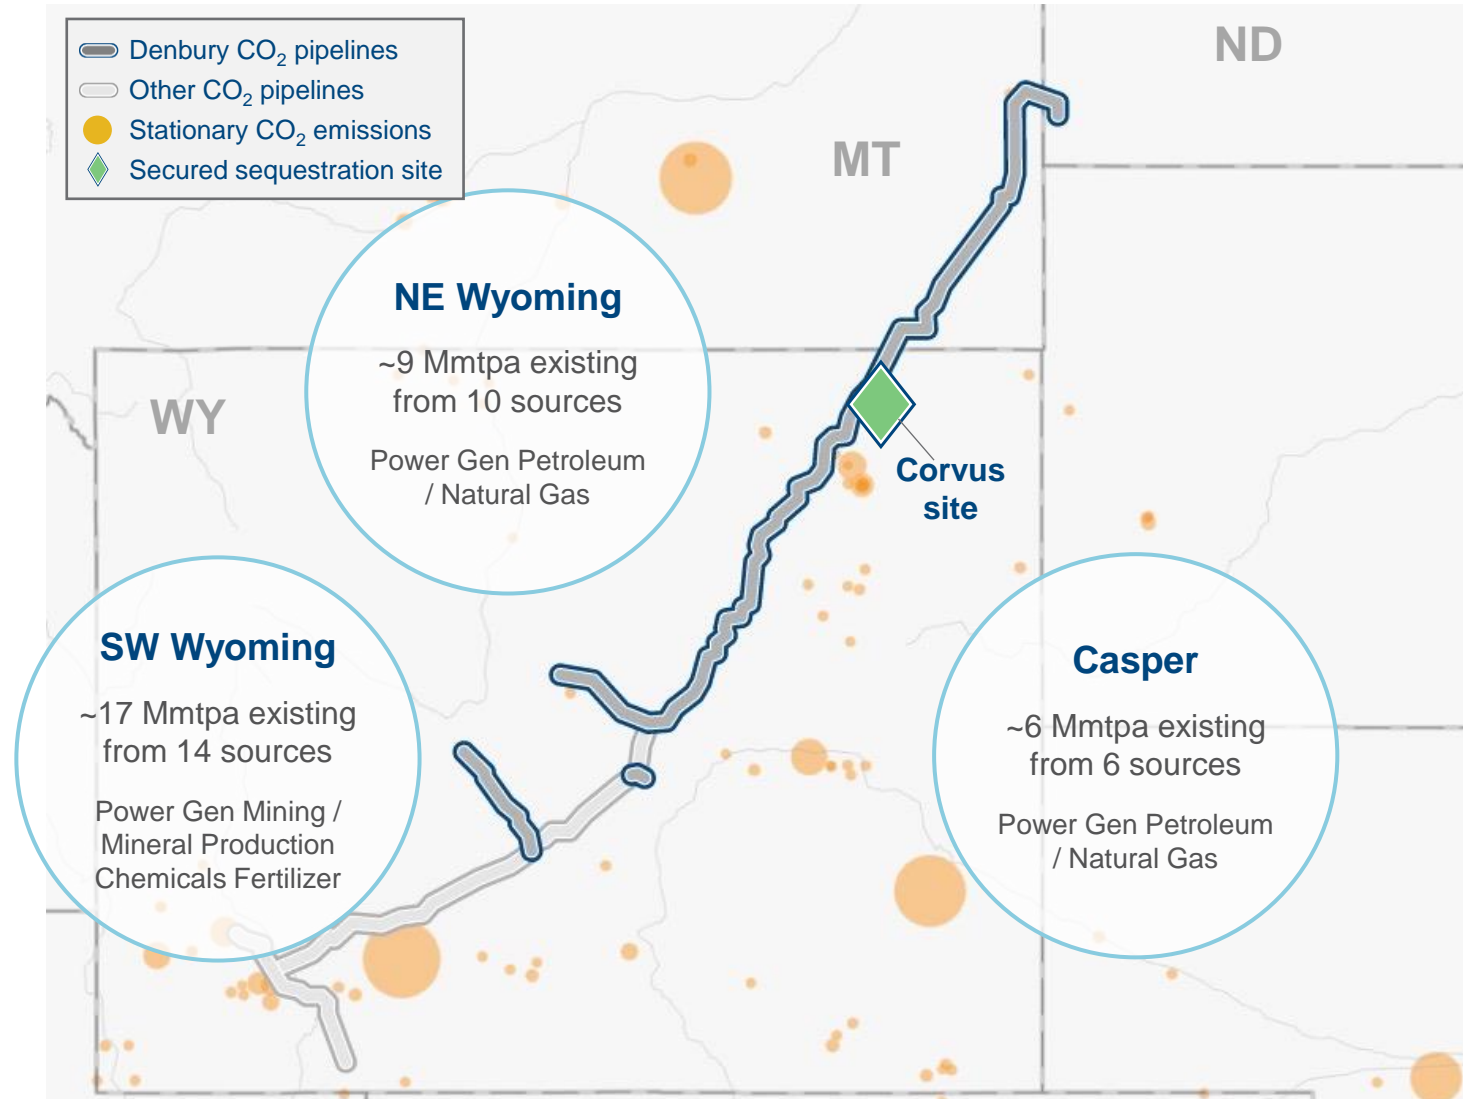 Denbury CO₂ pipelines
Other CO₂ pipelines
Stationary CO₂ emissions
Secured sequestration site
ND
MT
WY
NE Wyoming
~9 Mmtpa existing
from 10 sources
Power Gen Petroleum
/ Natural Gas
Corvus
site
SW Wyoming
~17 Mmtpa existing
from 14 sources
Power Gen Mining /
Mineral Production
Chemicals Fertilizer
Casper
~6 Mmtpa existing
from 6 sources
Power Gen Petroleum
/ Natural Gas